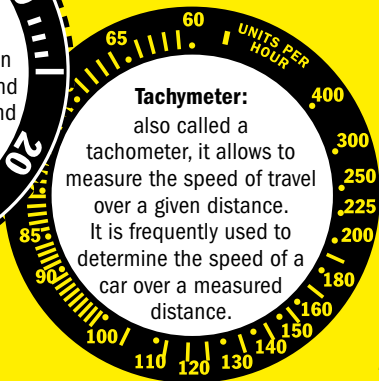 60
UNITS PER
HOUR
400
300
250
225
200
180
160
150
140
130
120
110
100
90
85
65
Tachymeter:
also called a
tachometer, it allows to
measure the speed of travel
over a given distance.
It is frequently used to
determine the speed of a
car over a measured
distance.
20